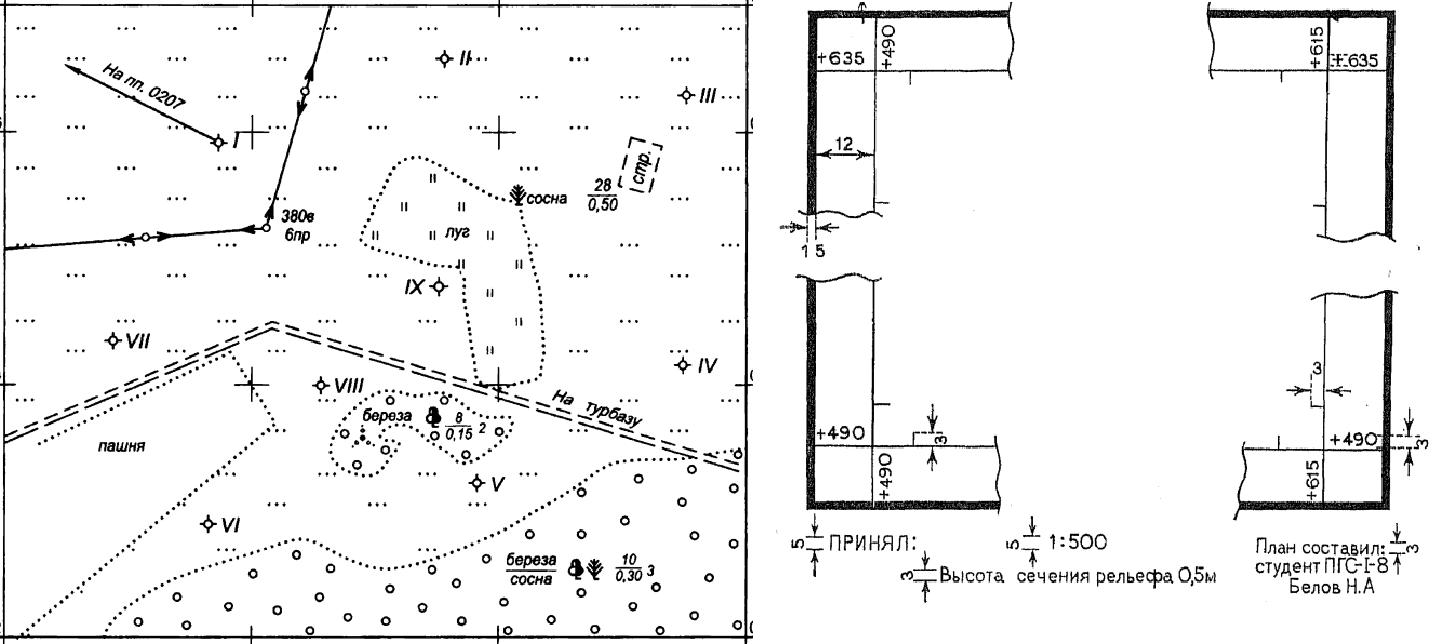 II
На пп. 0207
III
I
стр.
28
0,50
сосна
380в
6пр
луг
IX
VII
IV
VIII
На турбазу
береза
8
0,15
2
пашня
V
VI
береза
сосна
10
0,30
3
+635
+490
+615
+635
12
1 5
3
+490
3
+490
+490
3
+615
5
ПРИНЯЛ:
5
1:500
3
Высота сечения рельефа 0,5м
План составил:
3
студент ПГС-I-8
Белов Н.А